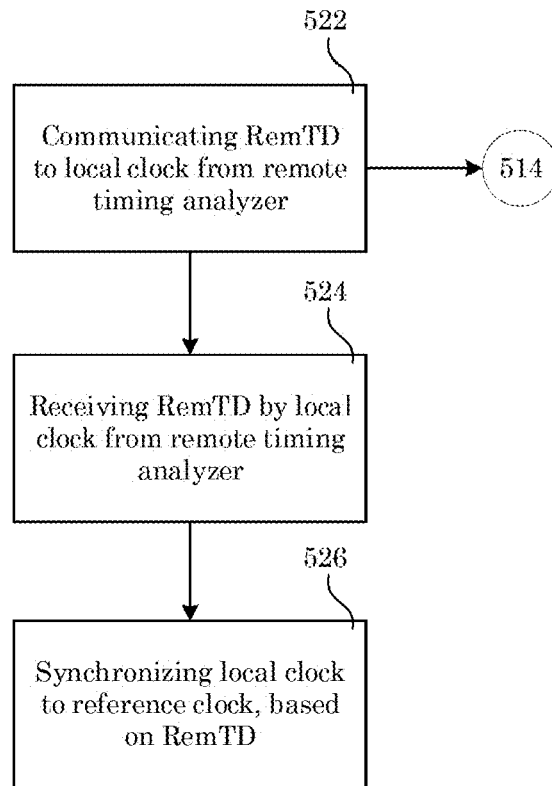 522
Communicating RemTD
to local clock from remote
timing analyzer
514
524
Receiving RemTD by local
clock from remote timing
analyzer
526
Synchronizing local clock
to reference clock, based
on RemTD